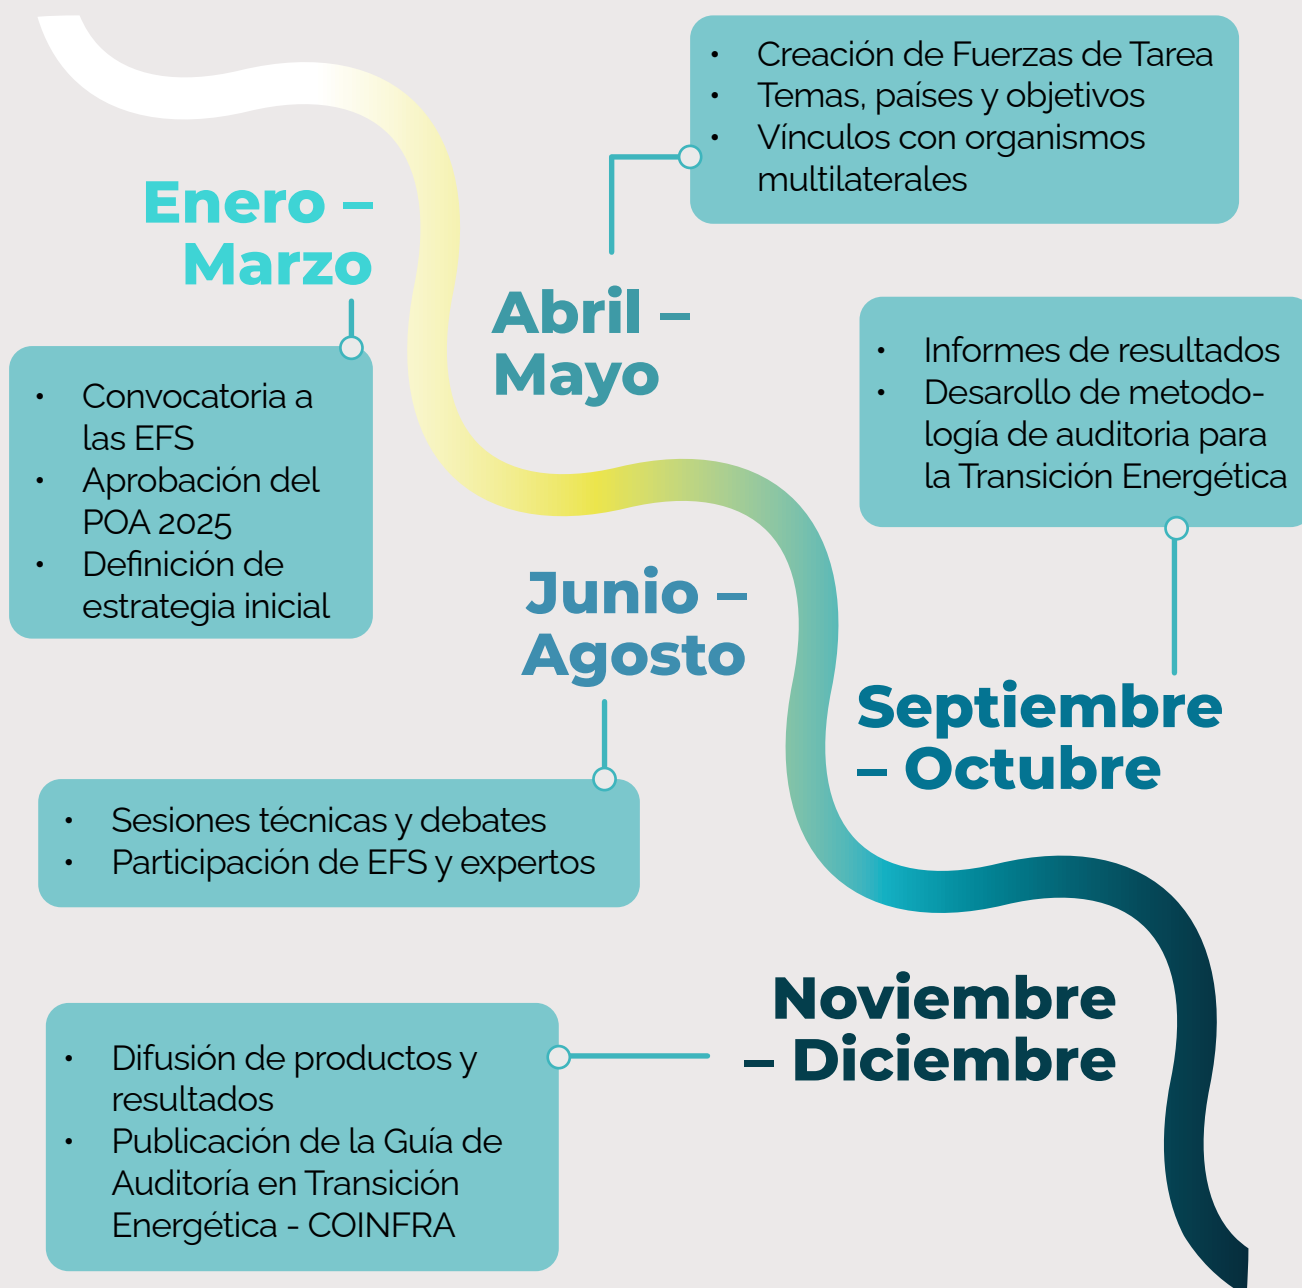 Enero –
Marzo
• Convocatoria a
las EFS
• Aprobación del
POA 2025
• Definición de
estrategia inicial
Abril –
Mayo
• Creación de Fuerzas de Tarea
• Temas, países y objetivos
• Vínculos con organismos
multilaterales
Junio –
Agosto
• Sesiones técnicas y debates
• Participación de EFS y expertos
Septiembre
– Octubre
• Informes de resultados
• Desarollo de metodo-
logía de auditoria para
la Transición Energética
Noviembre
– Diciembre
• Difusión de productos y
resultados
• Publicación de la Guía de
Auditoría en Transición
Energética - COINFRA